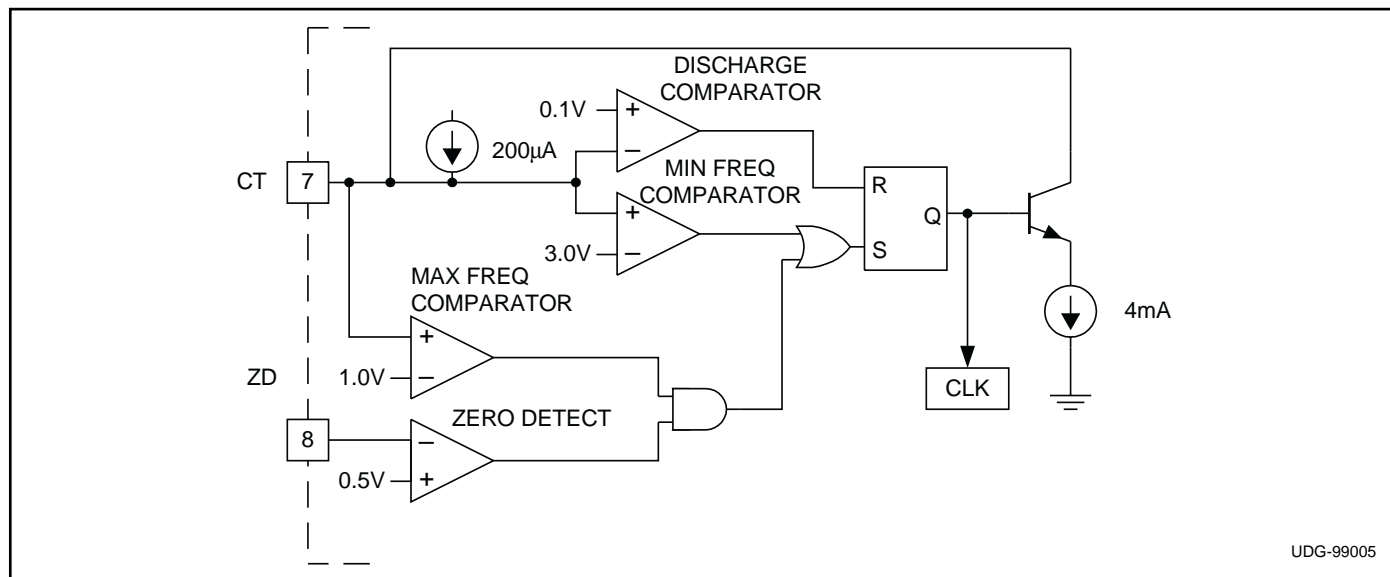 DISCHARGE
COMPARATOR
0.1V
+
−
200µA
CT
7
MIN FREQ
COMPARATOR
+
3.0V
−
R
S
Q
MAX FREQ
COMPARATOR
+
1.0V
−
4mA
CLK
ZD
8
ZERO DETECT
−
0.5V
+
UDG-99005